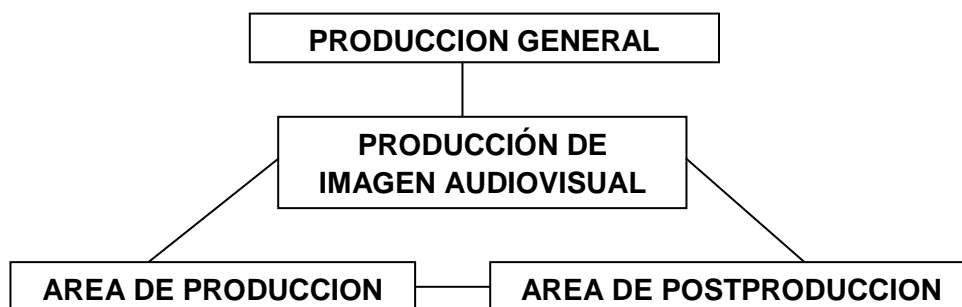 PRODUCCION GENERAL
PRODUCCIÓN DE
IMAGEN AUDIOVISUAL
AREA DE PRODUCCION
AREA DE POSTPRODUCCION